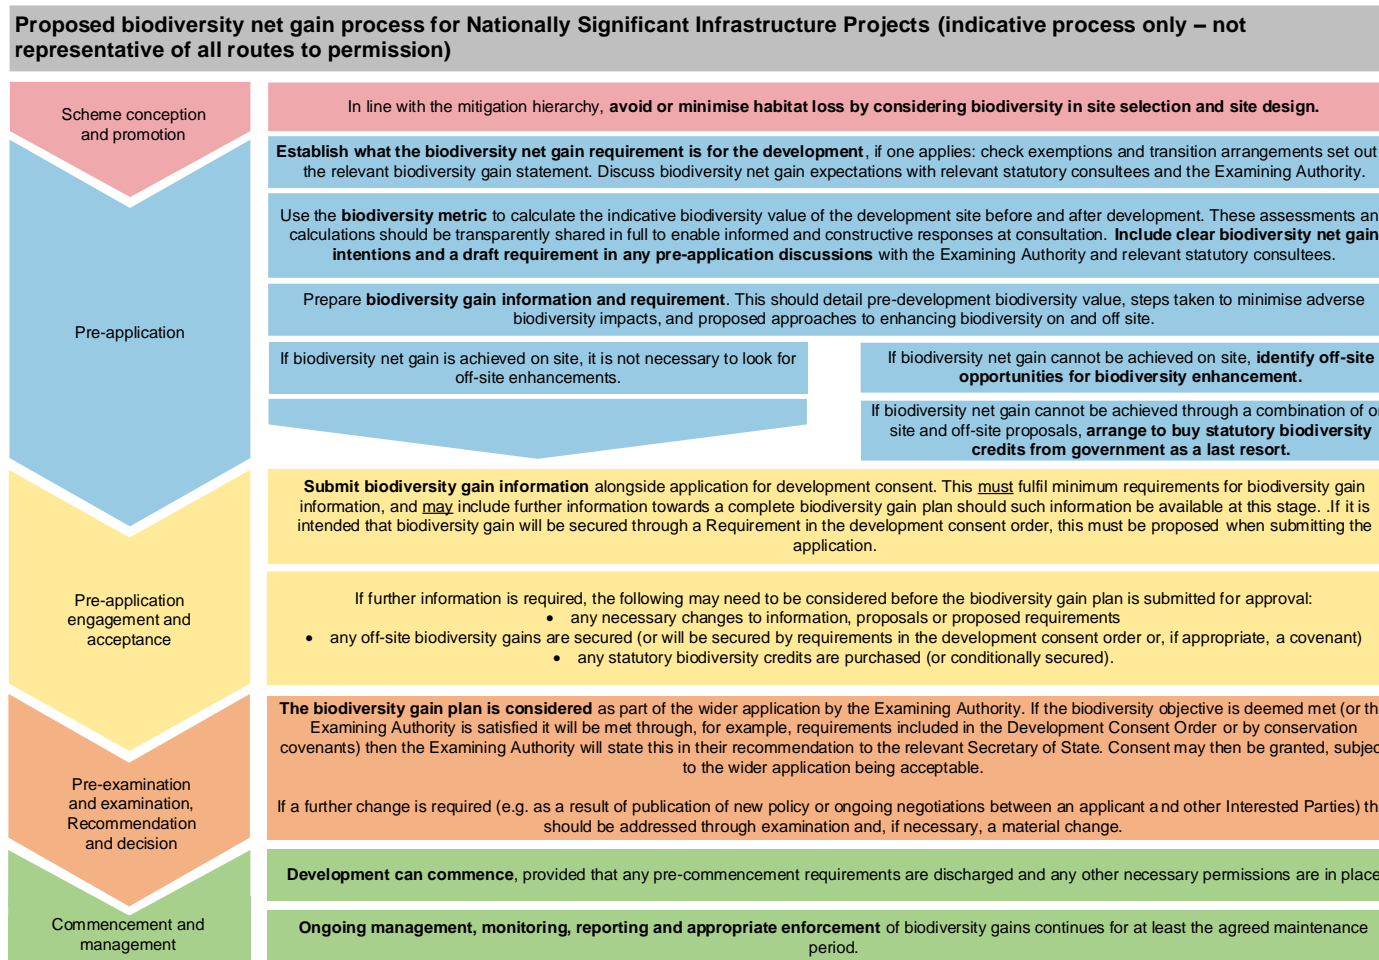 Proposed biodiversity net gain process for Nationally Significant Infrastructure Projects (indicative process only – not
representative of all routes to permission)
Scheme conception
and promotion
In line with the mitigation hierarchy, avoid or minimise habitat loss by considering biodiversity in site selection and site design.
Pre-application
Establish what the biodiversity net gain requirement is for the development, if one applies: check exemptions and transition arrangements set out
the relevant biodiversity gain statement. Discuss biodiversity net gain expectations with relevant statutory consultees and the Examining Authority.
Use the biodiversity metric to calculate the indicative biodiversity value of the development site before and after development. These assessments an
calculations should be transparently shared in full to enable informed and constructive responses at consultation. Include clear biodiversity net gain
intentions and a draft requirement in any pre-application discussions with the Examining Authority and relevant statutory consultees.
Prepare biodiversity gain information and requirement. This should detail pre-development biodiversity value, steps taken to minimise adverse
biodiversity impacts, and proposed approaches to enhancing biodiversity on and off site.
If biodiversity net gain is achieved on site, it is not necessary to look for
off-site enhancements.
If biodiversity net gain cannot be achieved on site, identify off-site
opportunities for biodiversity enhancement.
If biodiversity net gain cannot be achieved through a combination of o
site and off-site proposals, arrange to buy statutory biodiversity
credits from government as a last resort.
Pre-application
engagement and
acceptance
Submit biodiversity gain information alongside application for development consent. This must fulfil minimum requirements for biodiversity gain
information, and may include further information towards a complete biodiversity gain plan should such information be available at this stage. .If it is
intended that biodiversity gain will be secured through a Requirement in the development consent order, this must be proposed when submitting the
application.
If further information is required, the following may need to be considered before the biodiversity gain plan is submitted for approval:
• any necessary changes to information, proposals or proposed requirements
• any off-site biodiversity gains are secured (or will be secured by requirements in the development consent order or, if appropriate, a covenant)
• any statutory biodiversity credits are purchased (or conditionally secured).
Pre-examination
and examination,
Recommendation
and decision
The biodiversity gain plan is considered as part of the wider application by the Examining Authority. If the biodiversity objective is deemed met (or th
Examining Authority is satisfied it will be met through, for example, requirements included in the Development Consent Order or by conservation
covenants) then the Examining Authority will state this in their recommendation to the relevant Secretary of State. Consent may then be granted, subjec
to the wider application being acceptable.
If a further change is required (e.g. as a result of publication of new policy or ongoing negotiations between an applicant and other Interested Parties) th
should be addressed through examination and, if necessary, a material change.
Commencement and
management
Development can commence, provided that any pre-commencement requirements are discharged and any other necessary permissions are in place
Ongoing management, monitoring, reporting and appropriate enforcement of biodiversity gains continues for at least the agreed maintenance
period.